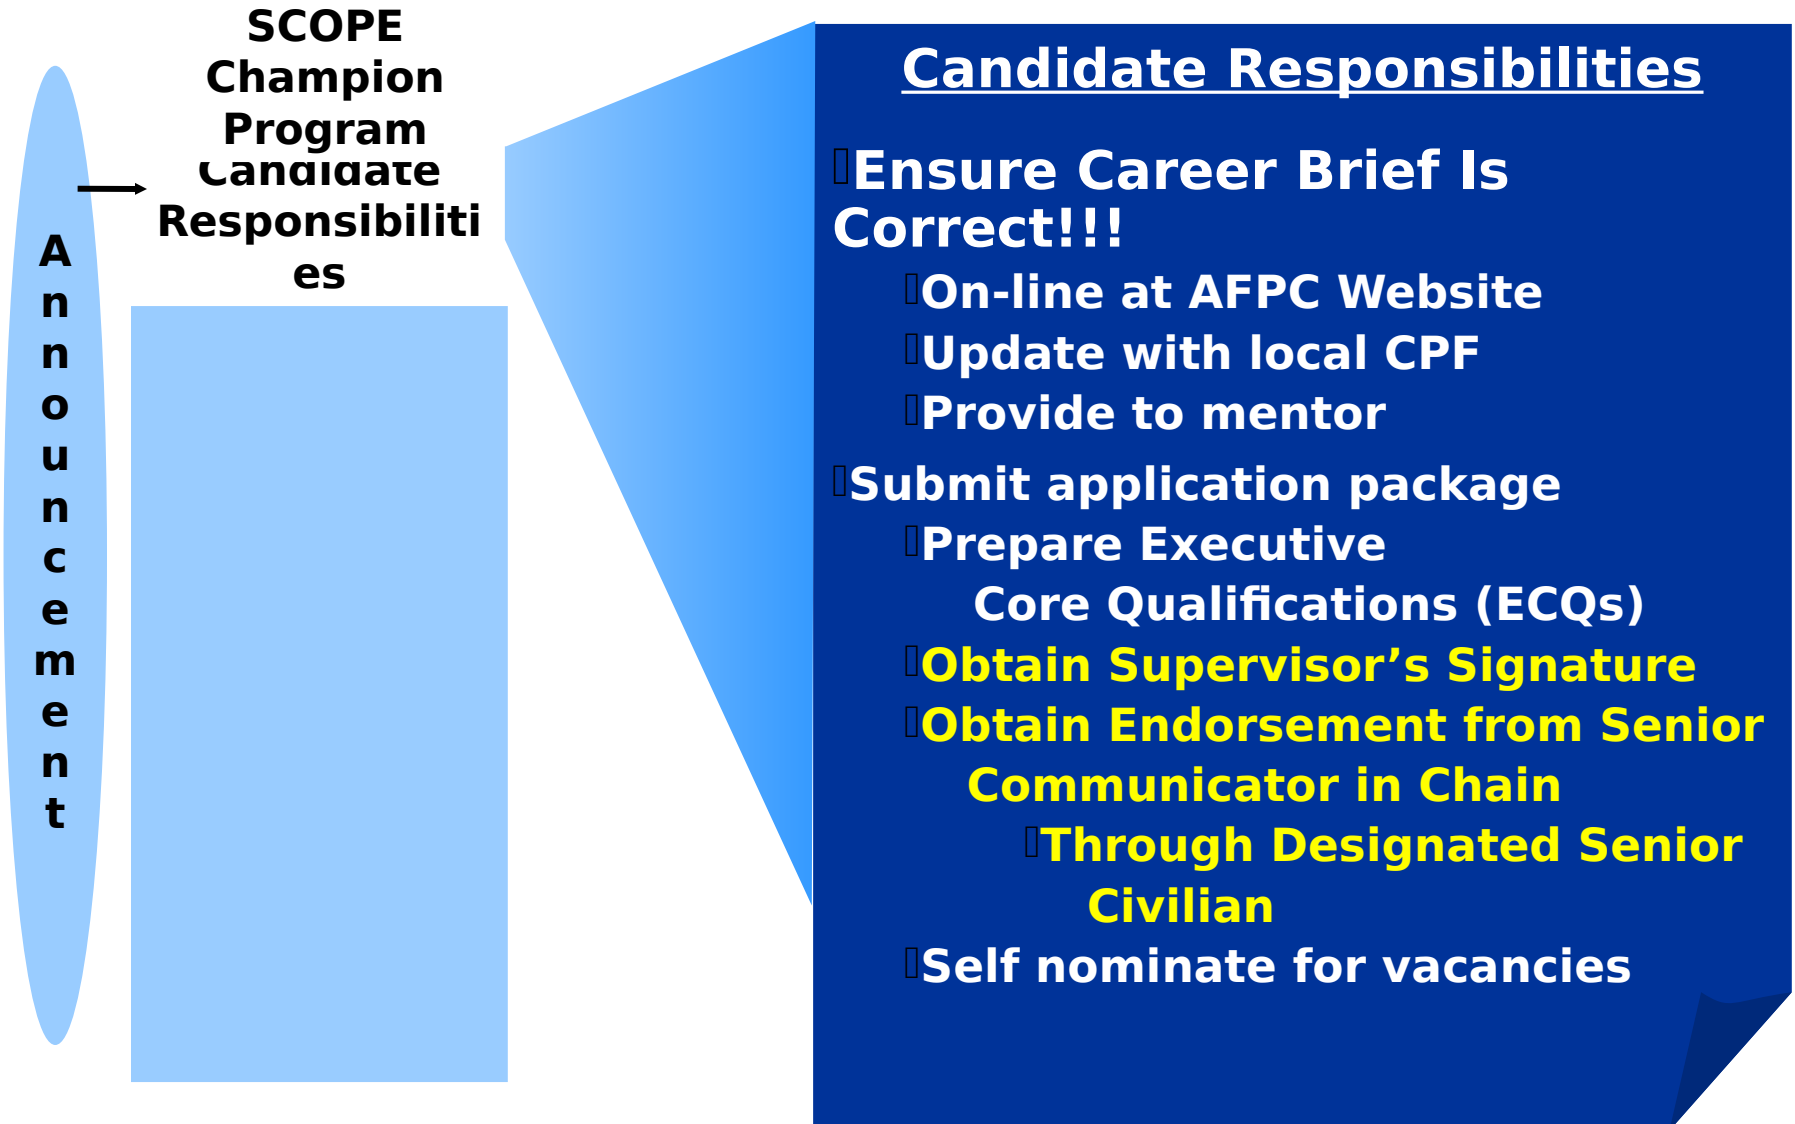 SCOPE
Champion
Program
Candidate
Responsibiliti
es
A
n
n
o
u
n
c
e
m
e
n
t
Candidate Responsibilities
Ensure Career Brief Is
Correct!!!
On-line at AFPC Website
Update with local CPF
Provide to mentor
Submit application package
Prepare Executive
Core Qualifications (ECQs)
Obtain Supervisor’s Signature
Obtain Endorsement from Senior
Communicator in Chain
Through Designated Senior
Civilian
Self nominate for vacancies